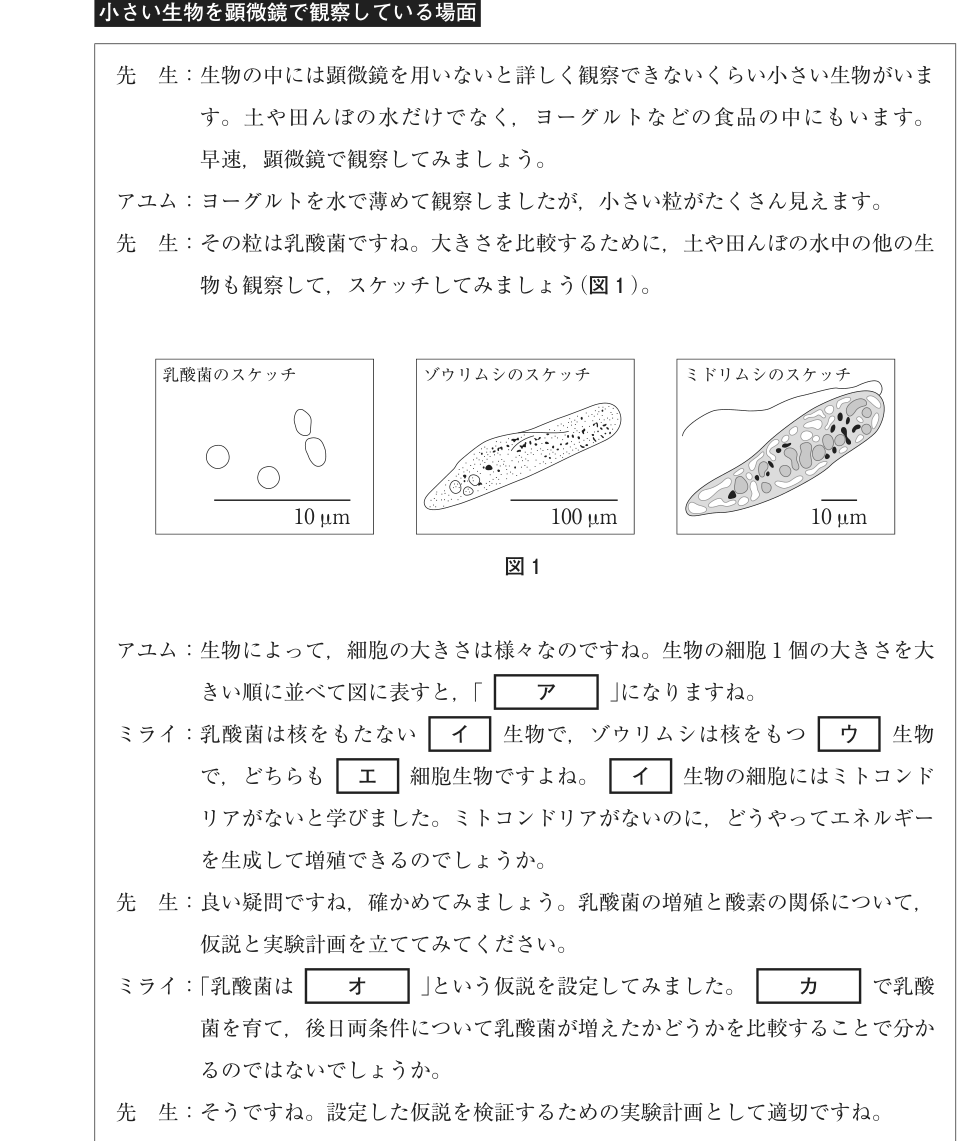 小さい生物を顕微鏡で観察している場面
先　生：生物の中には顕微鏡を用いないと詳しく観察できないくらい小さい生物がいま
す。土や田んぼの水だけでなく，ヨーグルトなどの食品の中にもいます。
早速，顕微鏡で観察してみましょう。
アユム：ヨーグルトを水で薄めて観察しましたが，小さい粒がたくさん見えます。
先　生：その粒は乳酸菌ですね。大きさを比較するために，土や田んぼの水中の他の生
物も観察して，スケッチしてみましょう(図1)。
乳酸菌のスケッチ
10 μm
ゾウリムシのスケッチ
100 μm
ミドリムシのスケッチ
10 μm
図1
アユム：生物によって，細胞の大きさは様々なのですね。生物の細胞1個の大きさを大
きい順に並べて図に表すと，「 ア 」になりますね。
ミライ：乳酸菌は核をもたない イ 生物で，ゾウリムシは核をもつ ウ 生物
で，どちらも エ 細胞生物ですよね。 イ 生物の細胞にはミトコンド
リアがないと学びました。ミトコンドリアがないのに，どうやってエネルギー
を生成して増殖できるのでしょうか。
先　生：良い疑問ですね，確かめてみましょう。乳酸菌の増殖と酸素の関係について，
仮説と実験計画を立ててみてください。
ミライ：「乳酸菌は オ 」という仮説を設定してみました。 カ で乳酸
菌を育て，後日両条件について乳酸菌が増えたかどうかを比較することで分か
るのではないでしょうか。
先　生：そうですね。設定した仮説を検証するための実験計画として適切ですね。